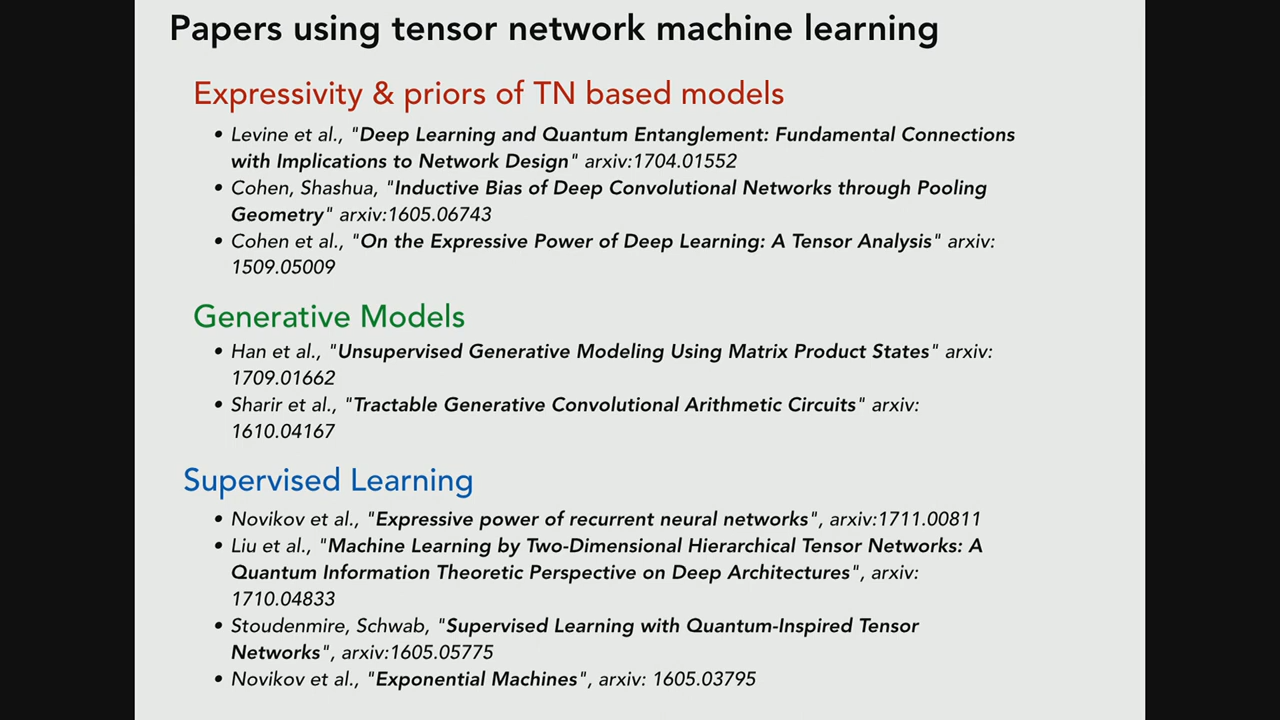 Papers using tensor network machine learning
Expressivity & priors of TN based models
• Levine et al., "Deep Learning and Quantum Entanglement: Fundamental Connections
with Implications to Network Design" arxiv:1704.01552
• Cohen, Shashua, "Inductive Bias of Deep Convolutional Networks through Pooling
Geometry" arxiv:1605.06743
• Cohen et al., "On the Expressive Power of Deep Learning: A Tensor Analysis" arxiv:
1509.05009
Generative Models
• Han et al., "Unsupervised Generative Modeling Using Matrix Product States" arxiv:
1709.01662
• Sharir et al., "Tractable Generative Convolutional Arithmetic Circuits" arxiv:
1610.04167
Supervised Learning
• Novikov et al., "Expressive power of recurrent neural networks", arxiv:1711.00811
• Liu et al., "Machine Learning by Two-Dimensional Hierarchical Tensor Networks: A
Quantum Information Theoretic Perspective on Deep Architectures", arxiv:
1710.04833
• Stoudenmire, Schwab, "Supervised Learning with Quantum-Inspired Tensor
Networks", arxiv:1605.05775
• Novikov et al., "Exponential Machines", arxiv: 1605.03795